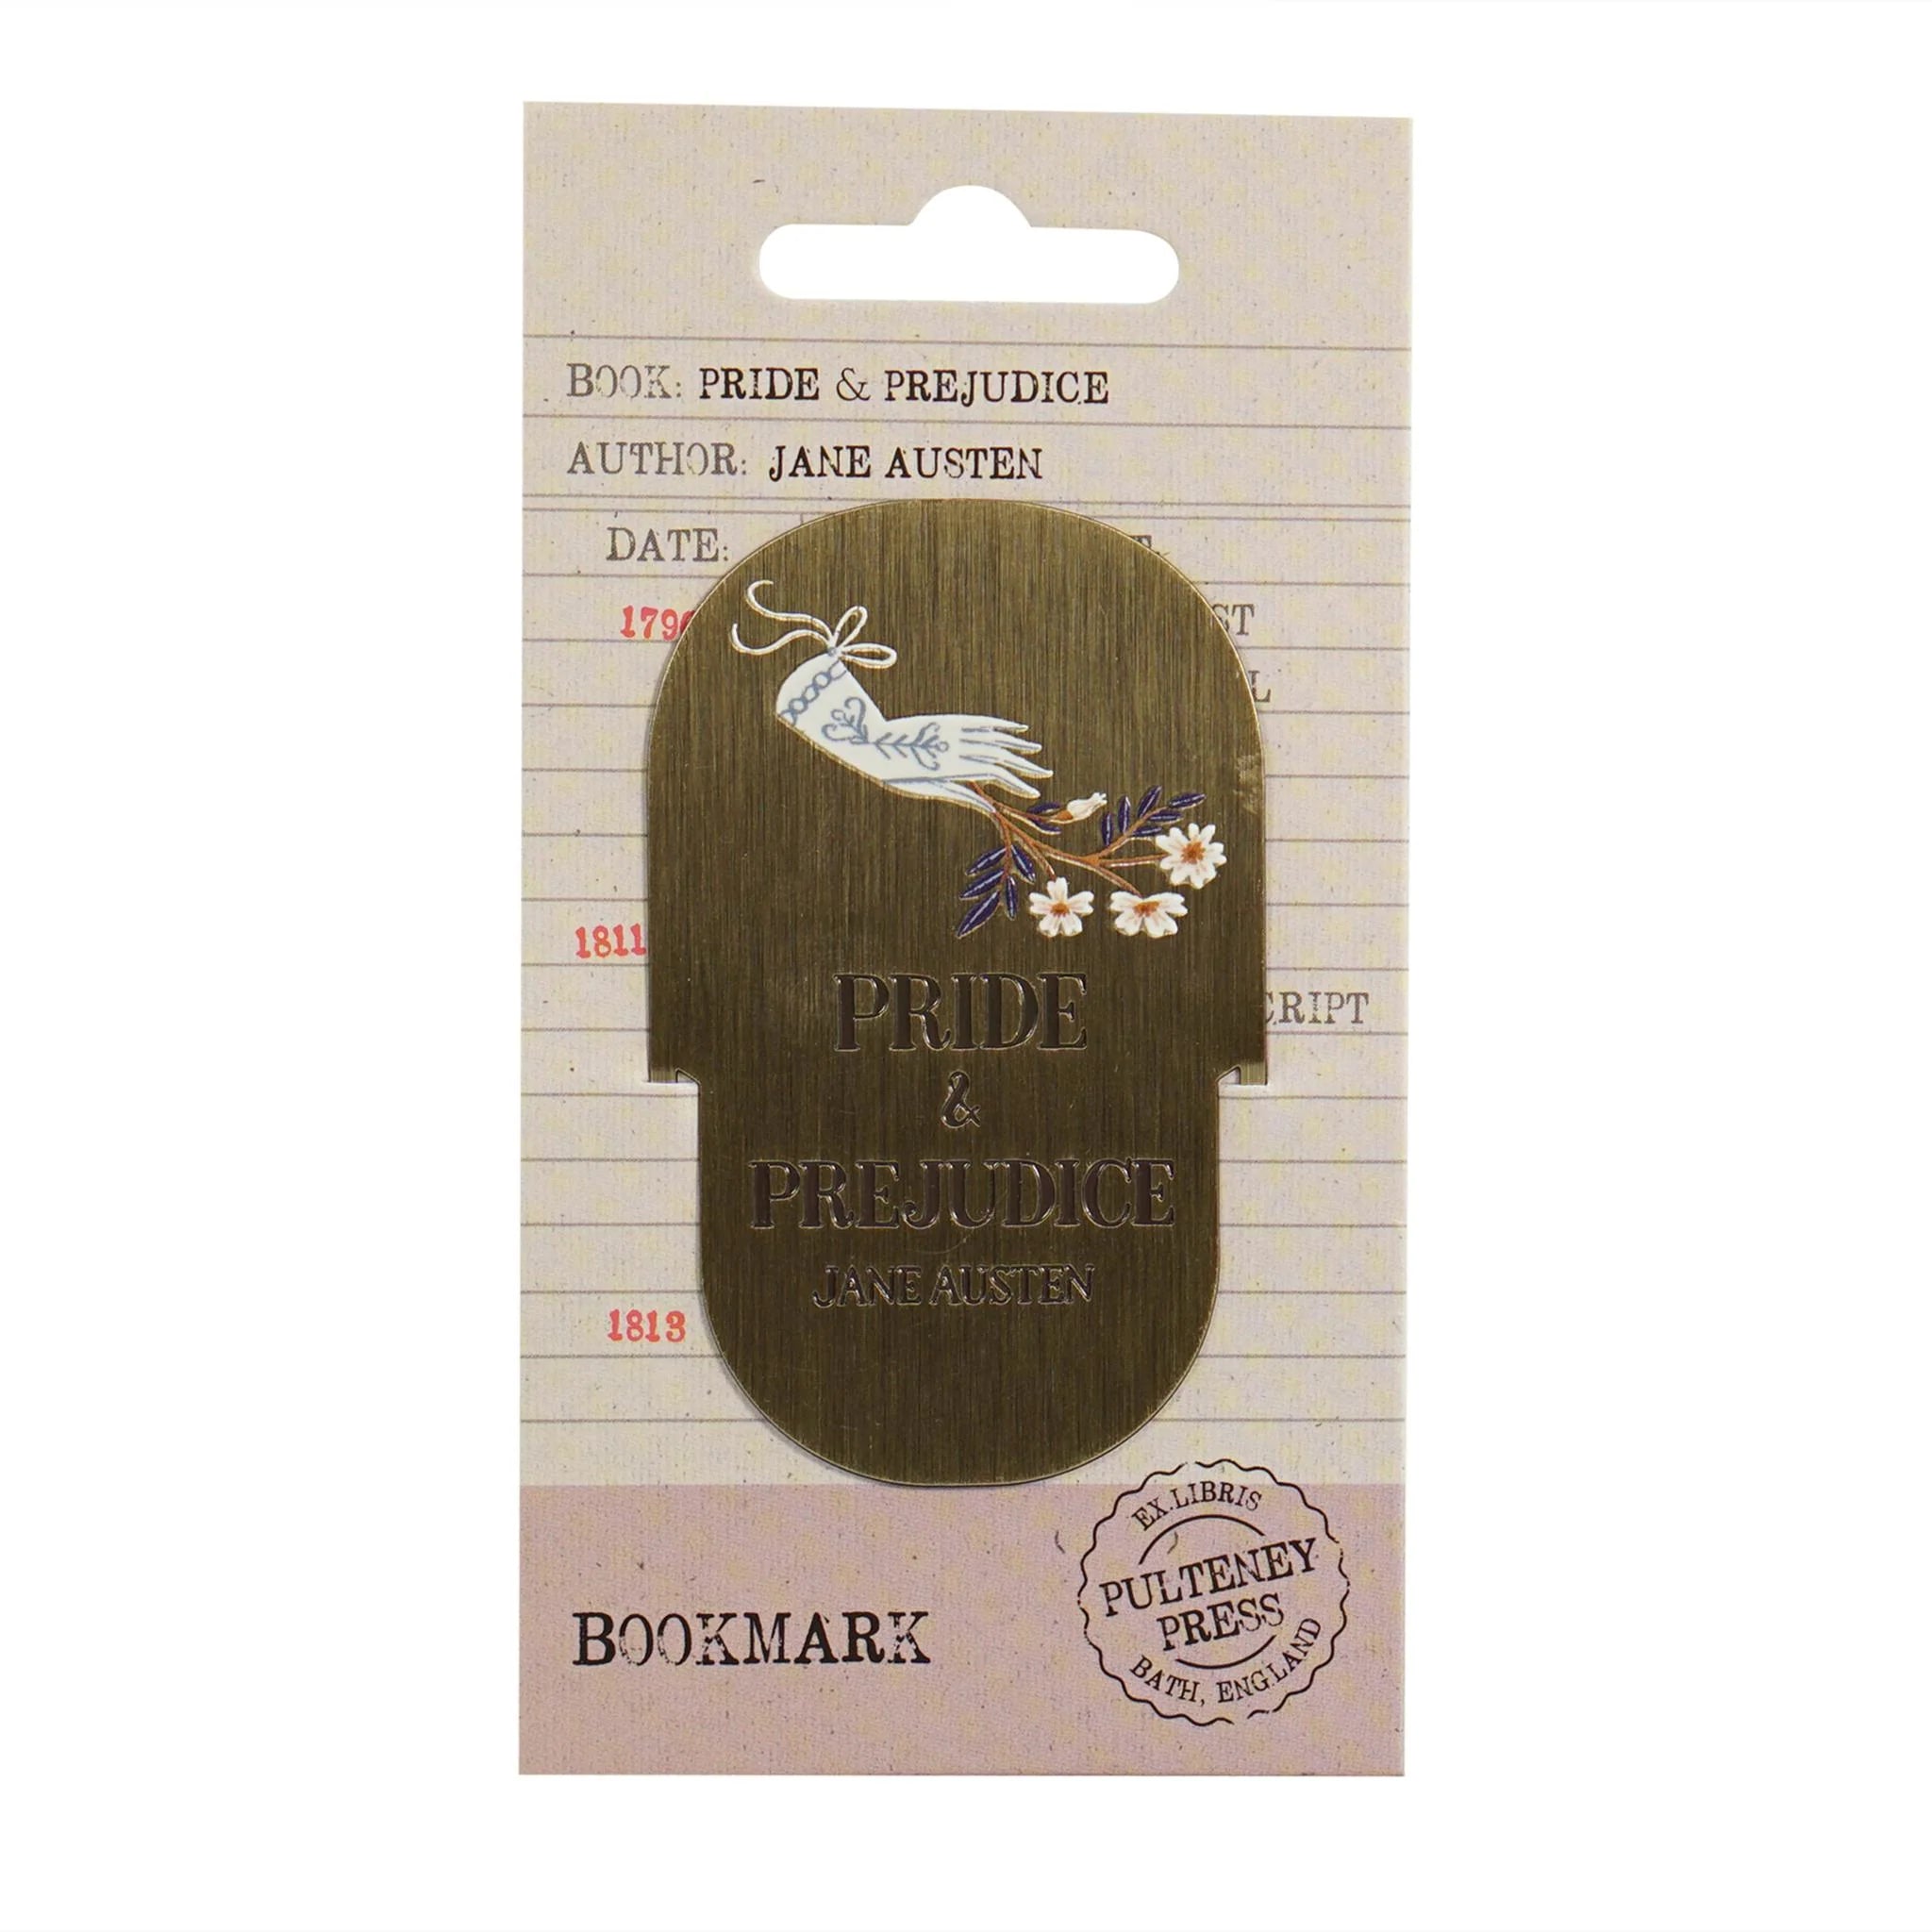 BOOK: PRIDE & PREJUDICE
AUTHOR: JANE AUSTEN
DATE:
1811
1813
PRIDE
&
PREJUDICE
JANE AUSTEN
BOOKMARK
EX.LIBRIS
PULTENEY
PRESS
BATH, ENGLAND